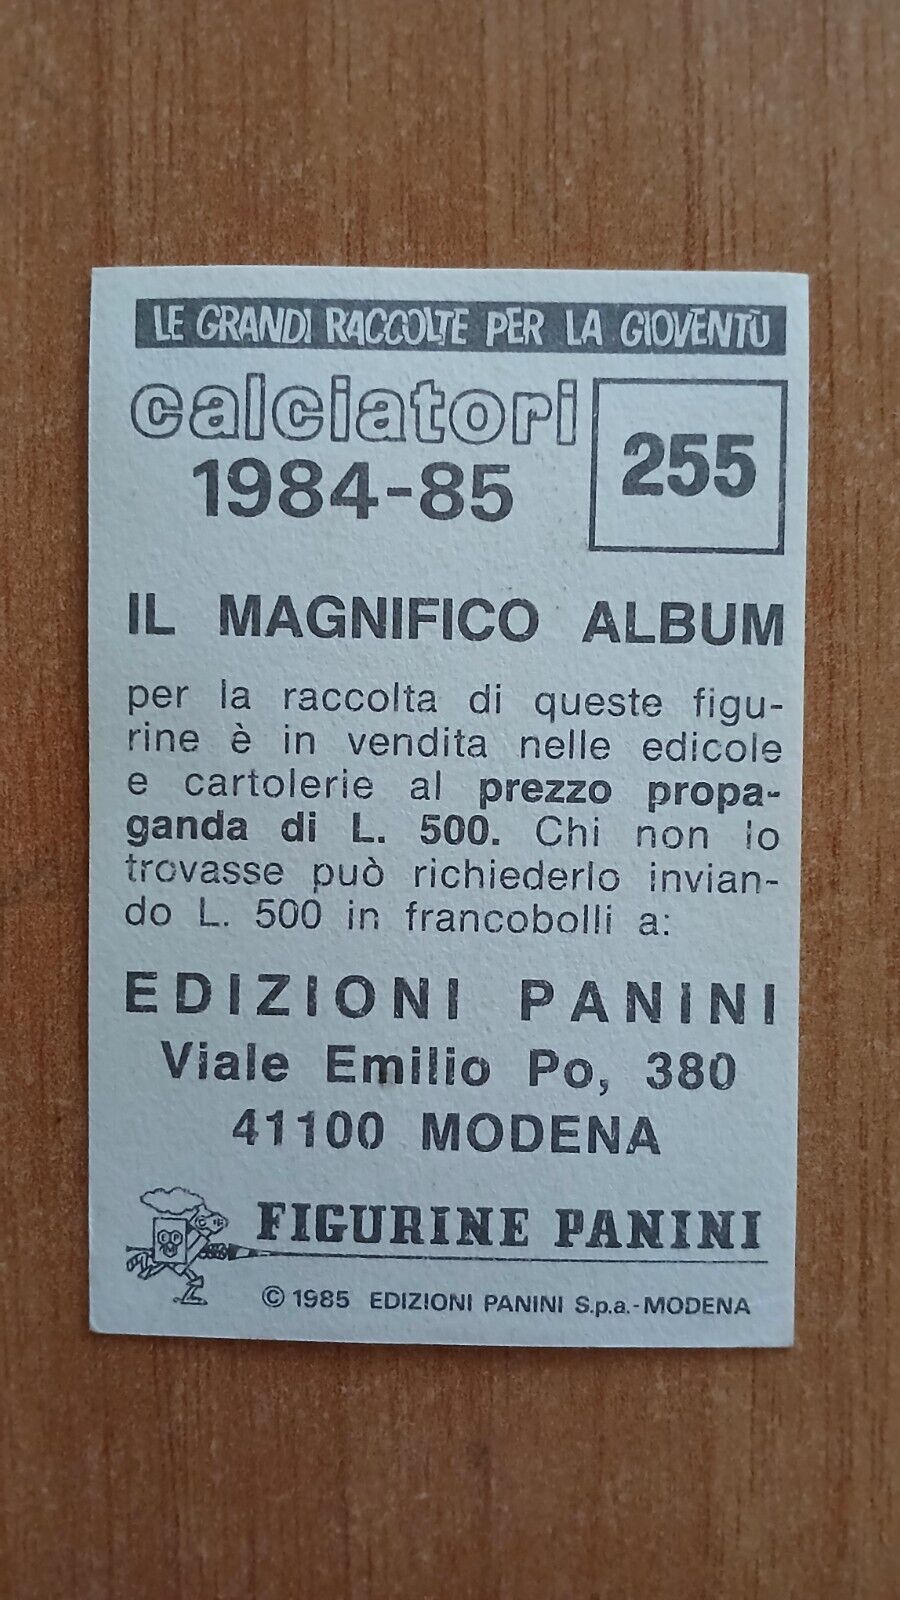 LE GRANDI RACCOLTE PER LA GIOVENTÙ
calciatori
1984-85
255
IL MAGNIFICO ALBUM
per la raccolta di queste figu-
rine è in vendita nelle edicole
e cartolerie al prezzo propa-
ganda di L. 500. Chi non lo
trovasse può richiederlo invian-
do L. 500 in francobolli a:
EDIZIONI PANINI
Viale Emilio Po, 380
41100 MODENA
FIGURINE PANINI
© 1985 EDIZIONI PANINI S.p.a.-MODENA